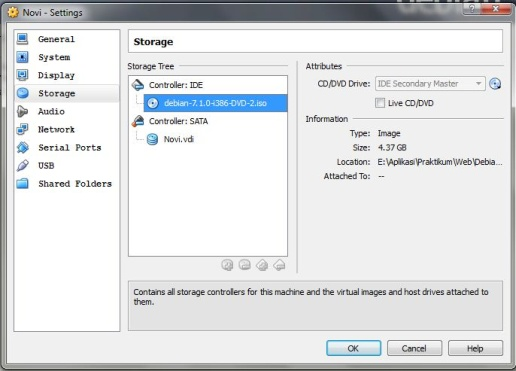 Novi - Settings
General
System
Display
Storage
Audio
Network
Serial Ports
USB
Shared Folders
Storage
Storage Tree
Controller: IDE
debian-7.1.0-i386-DVD-2.iso
Controller: SATA
Novi.vdi
Attributes
CD/DVD Drive: IDE Secondary Master
Live CD/DVD
Information
Type: Image
Size: 4.37 GB
Location: E:\Aplikasi\Praktikum\Web\Debia...
Attached To: --
Contains all storage controllers for this machine and the virtual images and host drives attached to
them.
OK Cancel Help